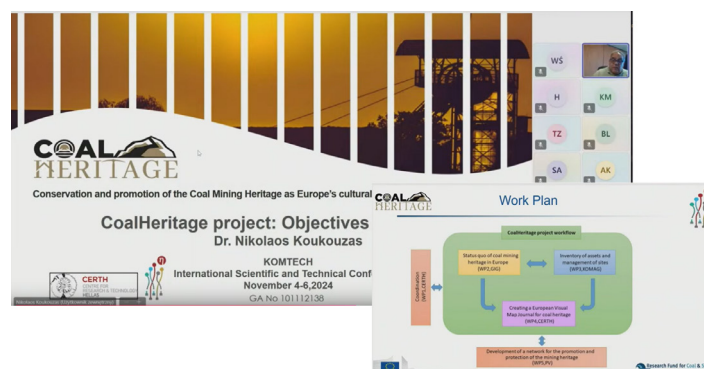 COAL
HERITAGE
Conservation and promotion of the Coal Mining Heritage as Europe's cultural
CoalHeritage project: Objectives
Dr. Nikolaos Koukouzas
KOMTECH
International Scientific and Technical Conf
November 4-6,2024
GA No 101112138
CERTH
CENTRE FOR
RESEARCH & TECHNOLOGY
HELLAS
WŚ
H
KM
TZ
BL
SA
AK
COAL
HERITAGE
Work Plan
CoalHeritage project workflow
Status quo of coal mining
heritage in Europe
(WP2,GIG)
Inventory of assets and
management of sites
(WP3,KOMAG)
Coordination
(WP1,CERTH)
Creating a European Visual
Map Journal for coal heritage
(WP4,CERTH)
Development of a network for the promotion and
protection of the mining heritage
(WP5,PV)
Research Fund for Coal & S